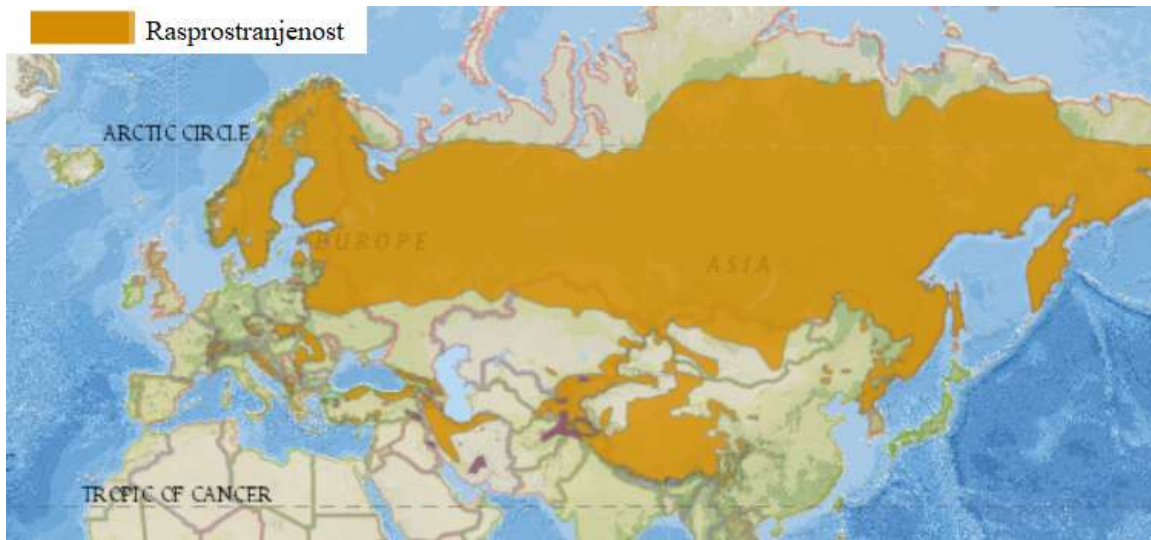 Rasprostranjenost
ARCTIC CIRCLE
EUROPE
ASIA
TROPIC OF CANCER